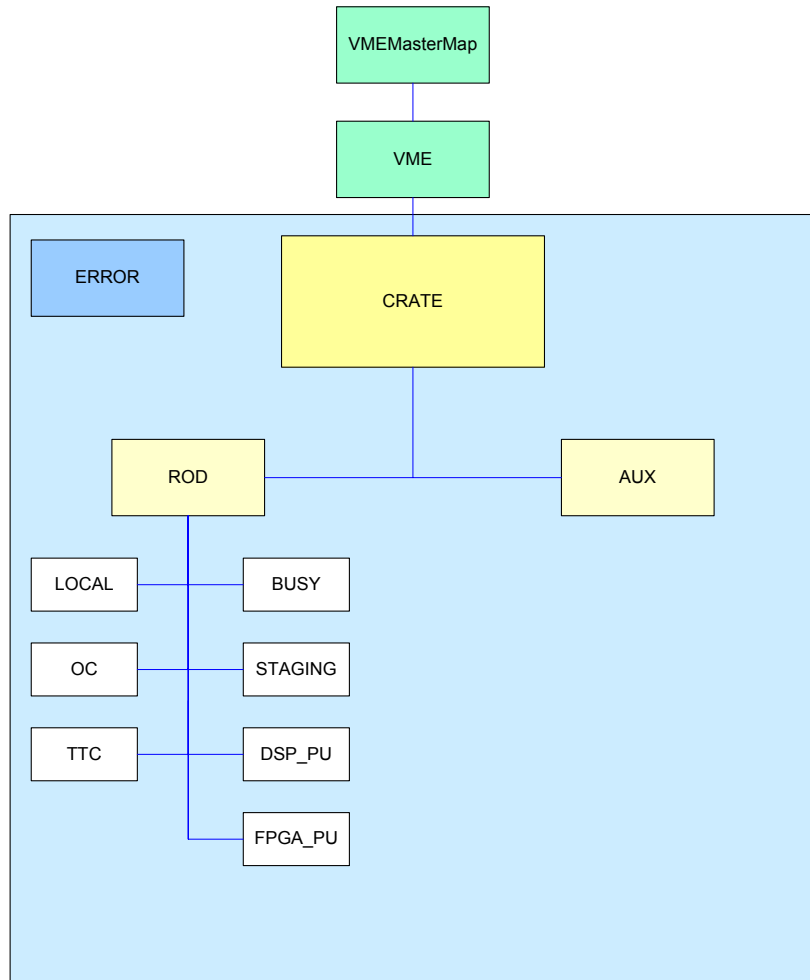 VMEMasterMap
VME
ERROR
CRATE
ROD
AUX
LOCAL
BUSY
OC
STAGING
TTC
DSP_PU
FPGA_PU